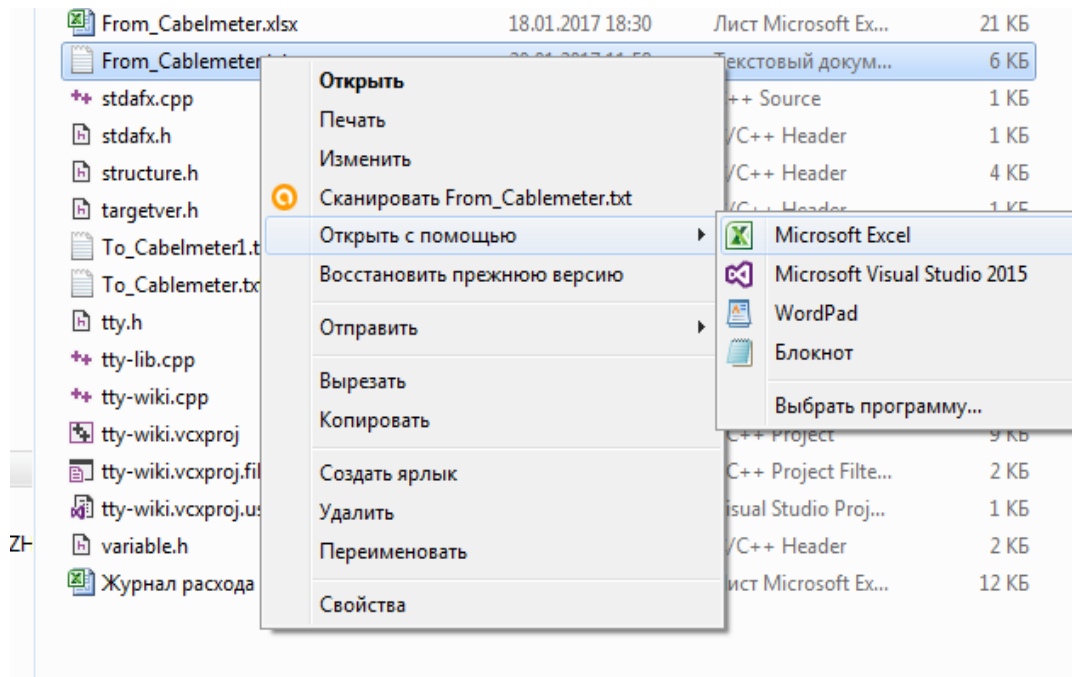 From_Cabelmeter.xlsx 18.01.2017 18:30 Лист Microsoft Ex... 21 КБ
From_Cablemeter Текстовый докум... 6 КБ
stdafx.cpp ++ Source 1 КБ
stdafx.h /C++ Header 1 КБ
structure.h /C++ Header 4 КБ
targetver.h 1 КБ
To_Cabelmeter1.t
To_Cablemeter.tx
tty.h
tty-lib.cpp
tty-wiki.cpp
tty-wiki.vcxproj C++ Project 9 КБ
tty-wiki.vcxproj.fil C++ Project Filte... 2 КБ
tty-wiki.vcxproj.us isual Studio Proj... 1 КБ
ZH
variable.h /C++ Header 2 КБ
Журнал расхода ист Microsoft Ex... 12 КБ
Открыть
Печать
Изменить
Сканировать From_Cablemeter.txt
Открыть с помощью
Восстановить прежнюю версию
Отправить
Вырезать
Копировать
Создать ярлык
Удалить
Переименовать
Свойства
Microsoft Excel
Microsoft Visual Studio 2015
WordPad
Блокнот
Выбрать программу...